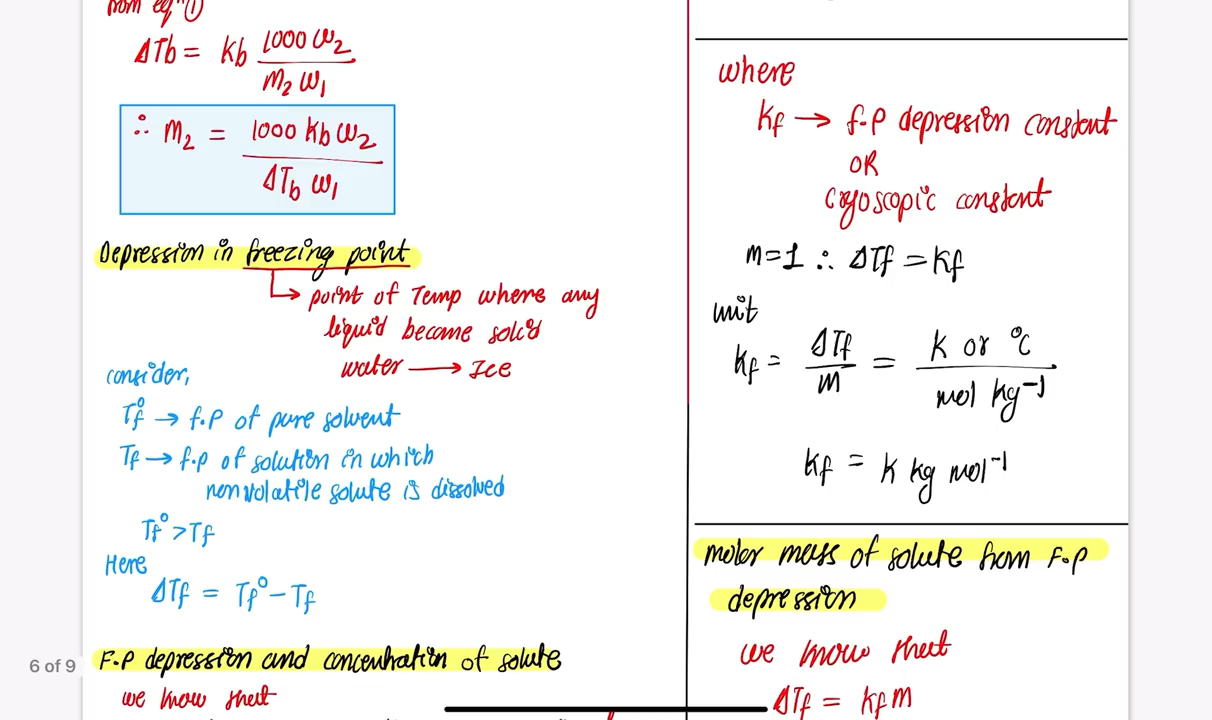 from eqⁿ ①
ΔTb = Kb 1000 W₂ / M₂ W₁
∴ M₂ = 1000 Kb W₂ / ΔTb W₁
Depression in freezing point
↳ point of Temp where any
liquid become solid
water → Ice
consider,
Tf° → f.p of pure solvent
Tf → f.p of solution in which
nonvolatile solute is dissolved
Tf° > Tf
Here
ΔTf = Tf° - Tf
F.P depression and concentration of solute
we know that
6 of 9
where
Kf → f.p depression constant
OR
cryoscopic constant
m=1 ∴ ΔTf = Kf
unit
Kf = ΔTf / m = K or °C / mol kg⁻¹
Kf = K kg mol⁻¹
molar mass of solute from F.P
depression
we know that
ΔTf = Kf m